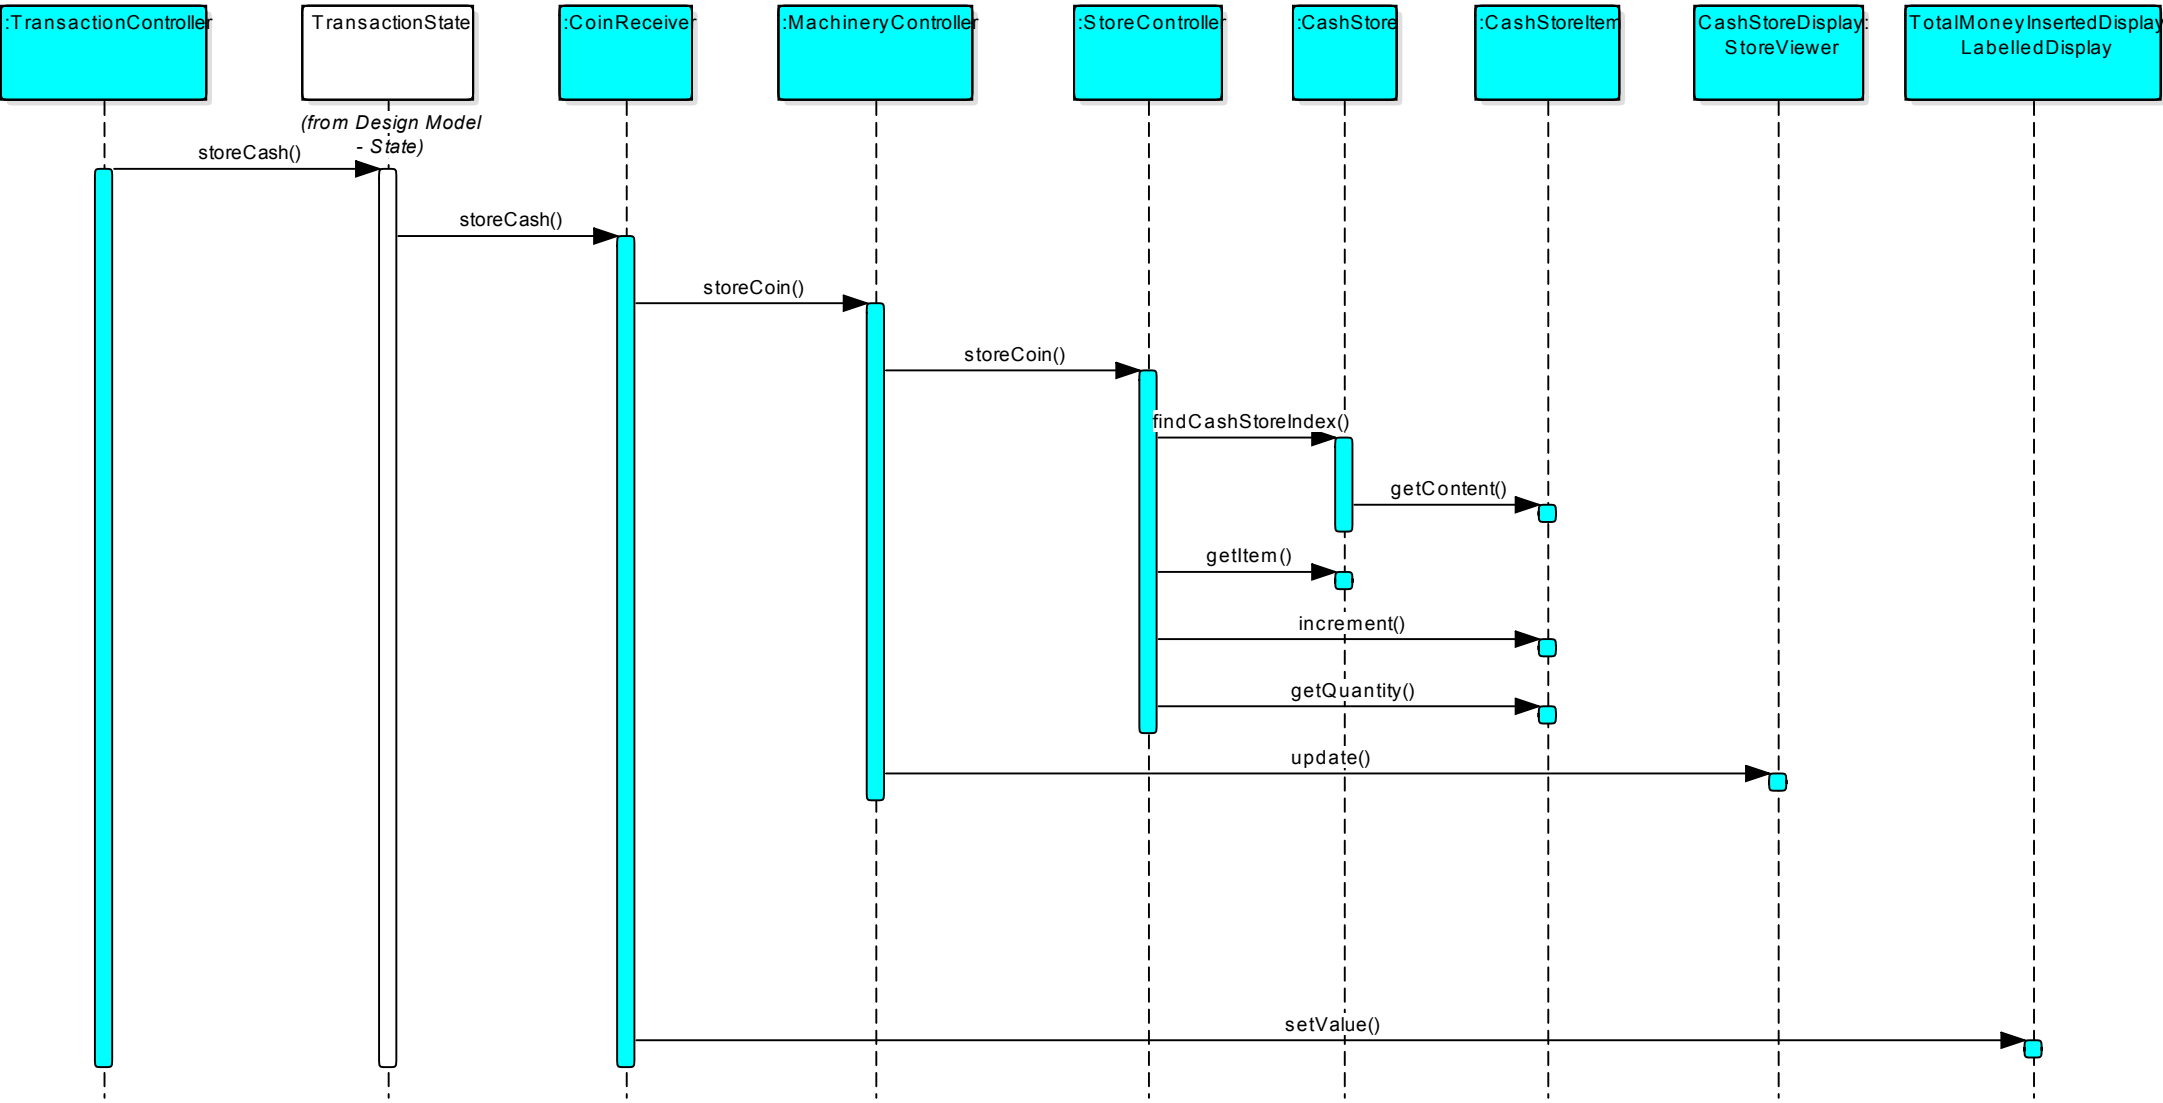 :TransactionController
TransactionState
:CoinReceiver
:MachineryController
:StoreController
:CashStore
:CashStoreItem
CashStoreDisplay:
StoreViewer
TotalMoneyInsertedDisplay
LabelledDisplay
(from Design Model
- State)
storeCash()
storeCash()
storeCoin()
storeCoin()
findCashStoreIndex()
getContent()
getItem()
increment()
getQuantity()
update()
setValue()